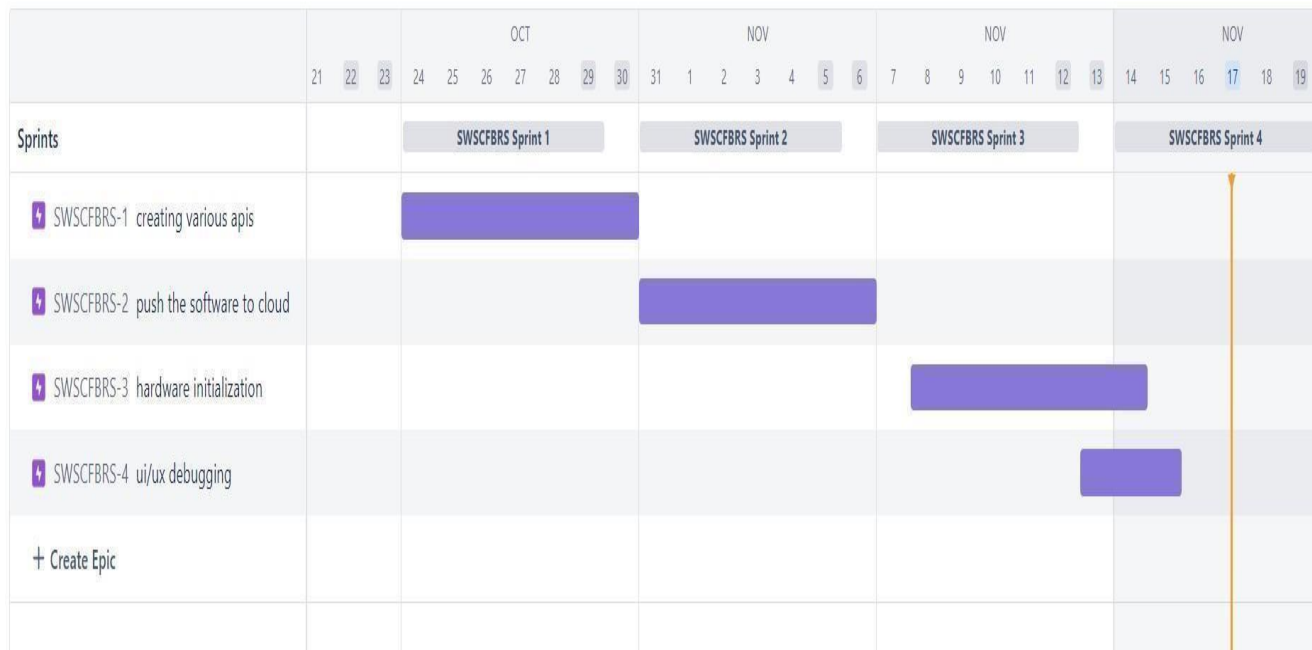 OCT NOV NOV NOV
21 22 23 24 25 26 27 28 29 30 31 1 2 3 4 5 6 7 8 9 10 11 12 13 14 15 16 17 18 19
Sprints SWSCFBRS Sprint 1 SWSCFBRS Sprint 2 SWSCFBRS Sprint 3 SWSCFBRS Sprint 4
SWSCFBRS-1 creating various apis
SWSCFBRS-2 push the software to cloud
SWSCFBRS-3 hardware initialization
SWSCFBRS-4 ui/ux debugging
+ Create Epic